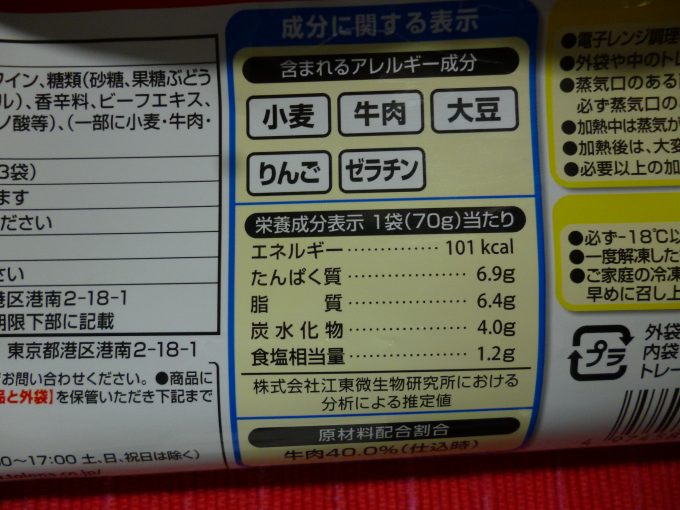 ワイン、糖類(砂糖、果糖ぶどう
ル)、香辛料、ビーフエキス、
ノ酸等)、(一部に小麦・牛肉・
3袋)
ます
ください
さい
港区港南2-18-1
期限下部に記載
東京都港区港南2-18-1
お問い合わせください。●商品に
品と外袋】を保管いただき下記まで
0～17:00 土、日、祝日は除く)
成分に関する表示
含まれるアレルギー成分
小麦 牛肉 大豆
りんご ゼラチン
栄養成分表示 1袋(70g)当たり
エネルギー‥‥‥‥‥ 101 kcal
たんぱく質‥‥‥‥‥ 6.9g
脂質‥‥‥‥‥ 6.4g
炭水化物‥‥‥‥‥ 4.0g
食塩相当量‥‥‥‥‥ 1.2g
株式会社江東微生物研究所における
分析による推定値
原材料配合割合
牛肉40.0%(仕込時)
●電子レンジ調理
●外袋や中のトレ
●蒸気口のある
必ず蒸気口の
●加熱中は蒸気が
●加熱後は、大変
●必要以上の加
●必ず-18℃以
●一度解凍した
●ご家庭の冷凍
早めに召し上
プラ
外袋
内袋
トレー